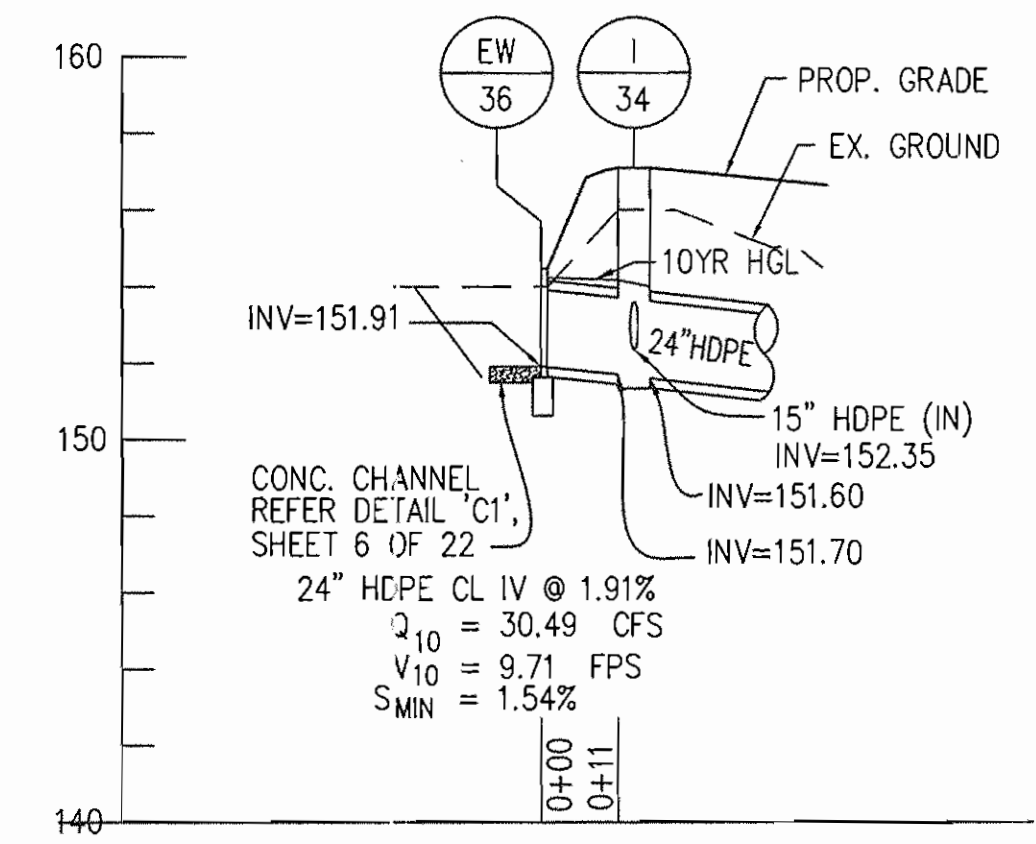 160
EW
36
I
34
PROP. GRADE
EX. GROUND
10YR HGL
INV=151.91
24"HDPE
150
15" HDPE (IN)
INV=152.35
CONC. CHANNEL
REFER DETAIL 'C1',
SHEET 6 OF 22
INV=151.60
INV=151.70
24" HDPE CL IV @ 1.91%
Q10 = 30.49 CFS
V10 = 9.71 FPS
SMIN = 1.54%
0+00
0+11
140